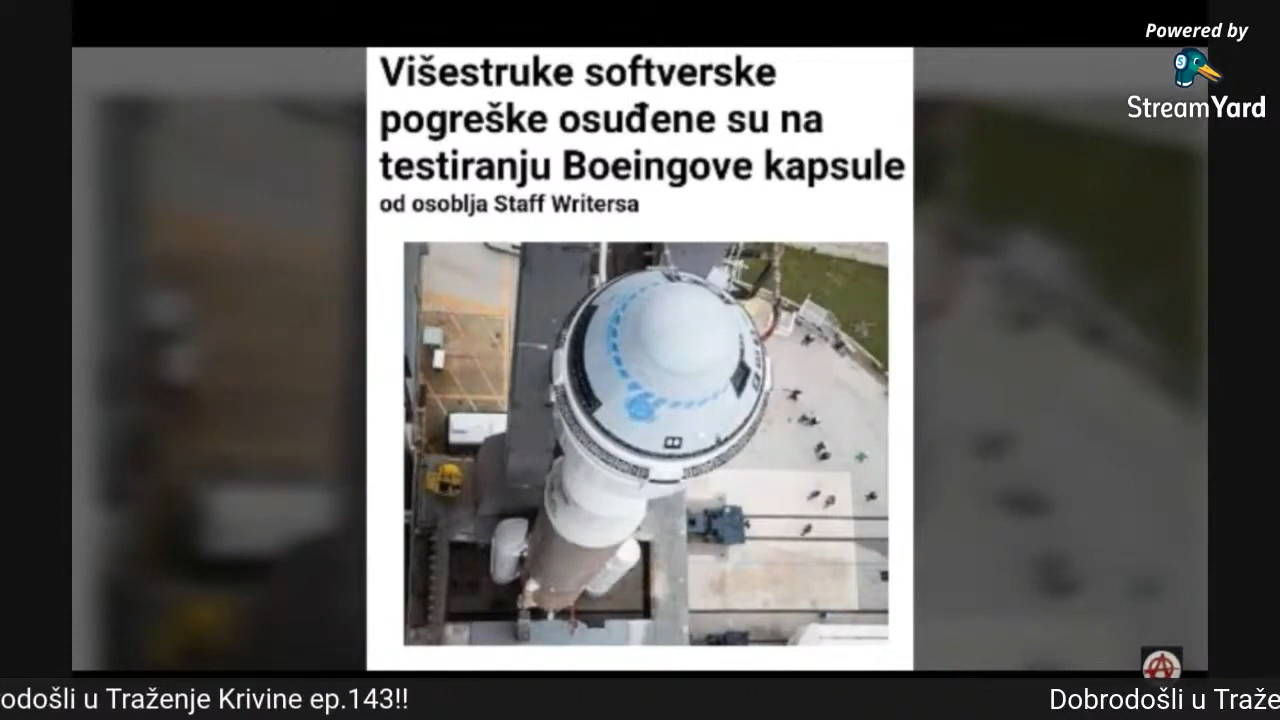 Powered by
StreamYard
Višestruke softverske
pogreške osuđene su na
testiranju Boeingove kapsule
od osoblja Staff Writersa
rodošli u Traženje Krivine ep.143!!
Dobrodošli u Traže